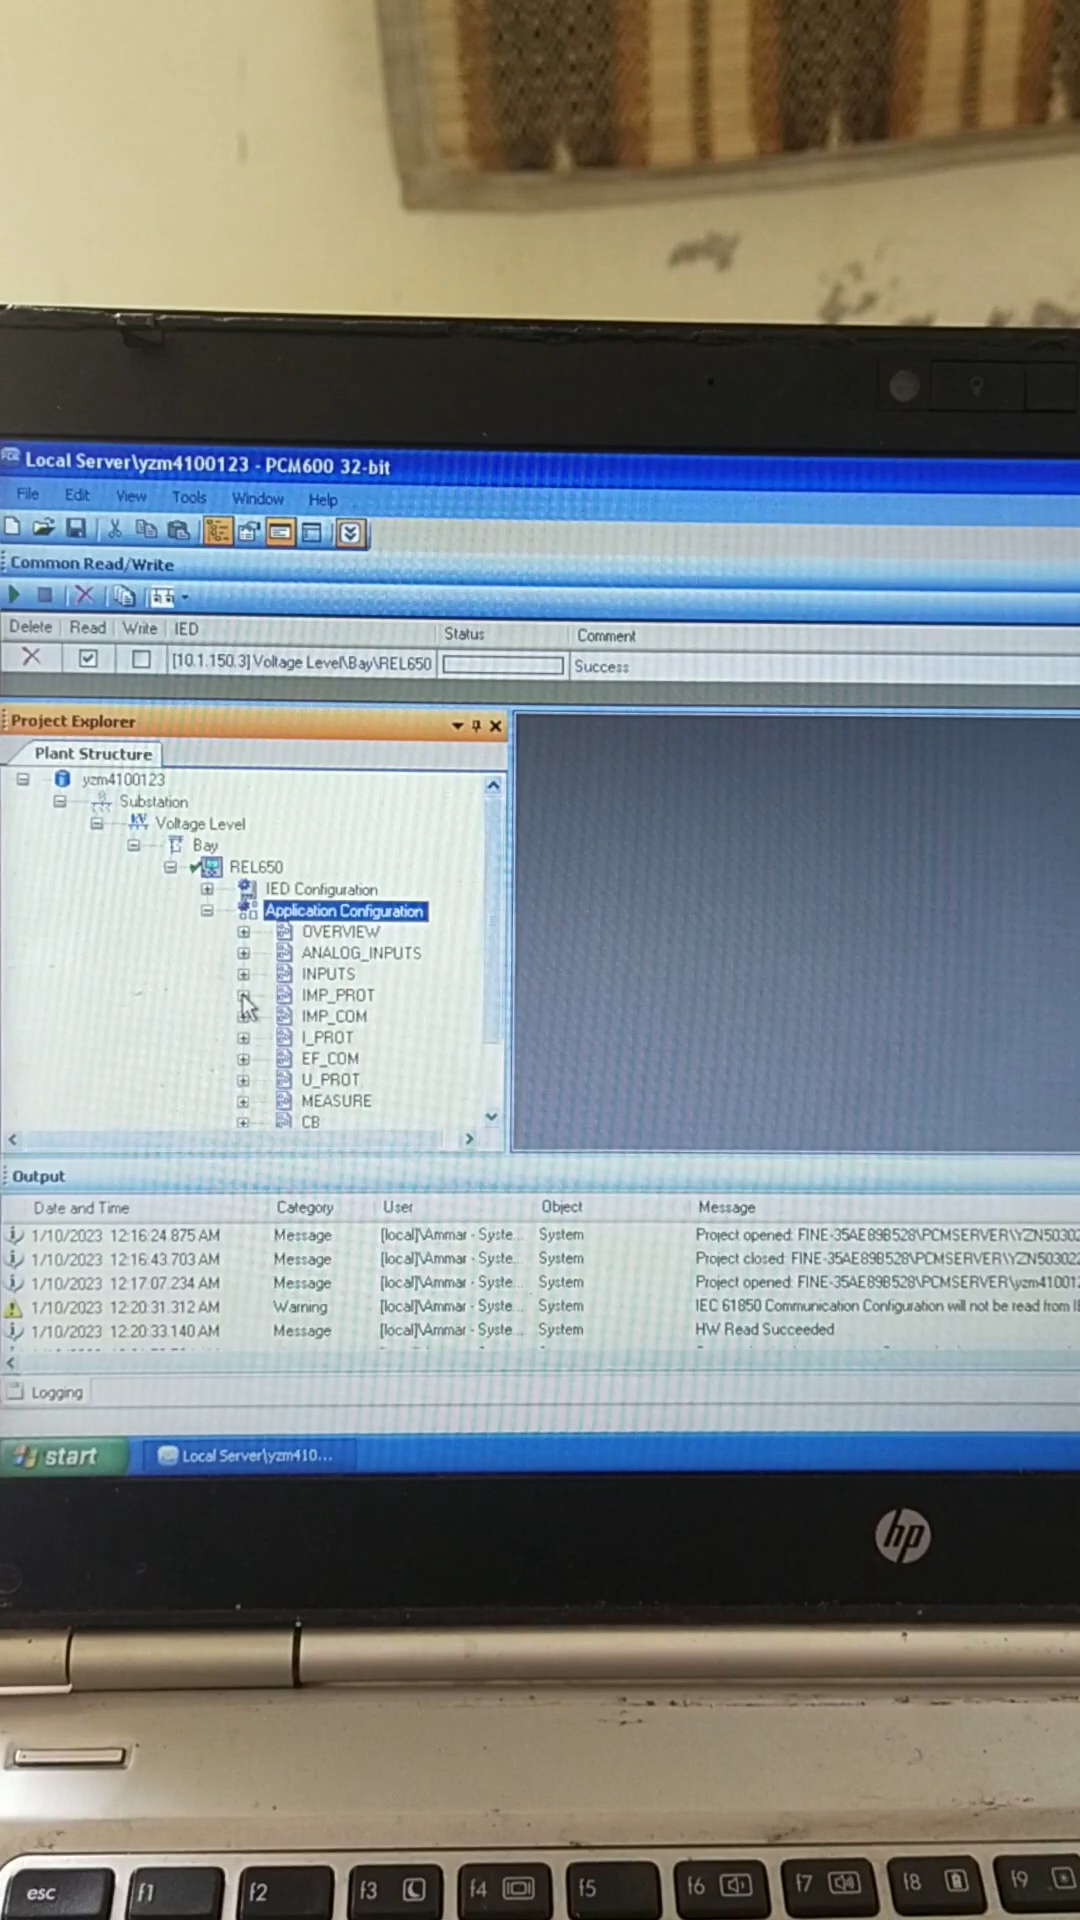 Local Server\yzm4100123 - PCM600 32-bit
File Edit View Tools Window Help
Common Read/Write
Delete Read Write IED Status Comment
[10.1.150.3] Voltage Level\Bay\REL650 Success
Project Explorer
Plant Structure
yzm4100123
Substation
Voltage Level
Bay
REL650
IED Configuration
Application Configuration
OVERVIEW
ANALOG_INPUTS
INPUTS
IMP_PROT
IMP_COM
I_PROT
EF_COM
U_PROT
MEASURE
CB
Output
Date and Time Category User Object Message
1/10/2023 12:16:24.875 AM Message [local]\Ammar - Syste... System Project opened: FINE-35AE89B528\PCMSERVER\YZN50302
1/10/2023 12:16:43.703 AM Message [local]\Ammar - Syste... System Project closed: FINE-35AE89B528\PCMSERVER\YZN503022
1/10/2023 12:17:07.234 AM Message [local]\Ammar - Syste... System Project opened: FINE-35AE89B528\PCMSERVER\yzm41001
1/10/2023 12:20:31.312 AM Warning [local]\Ammar - Syste... System IEC 61850 Communication Configuration will not be read from
1/10/2023 12:20:33.140 AM Message [local]\Ammar - Syste... System HW Read Succeeded
Logging
start Local Server\yzm410...
hp
esc f1 f2 f3 f4 f5 f6 f7 f8 f9